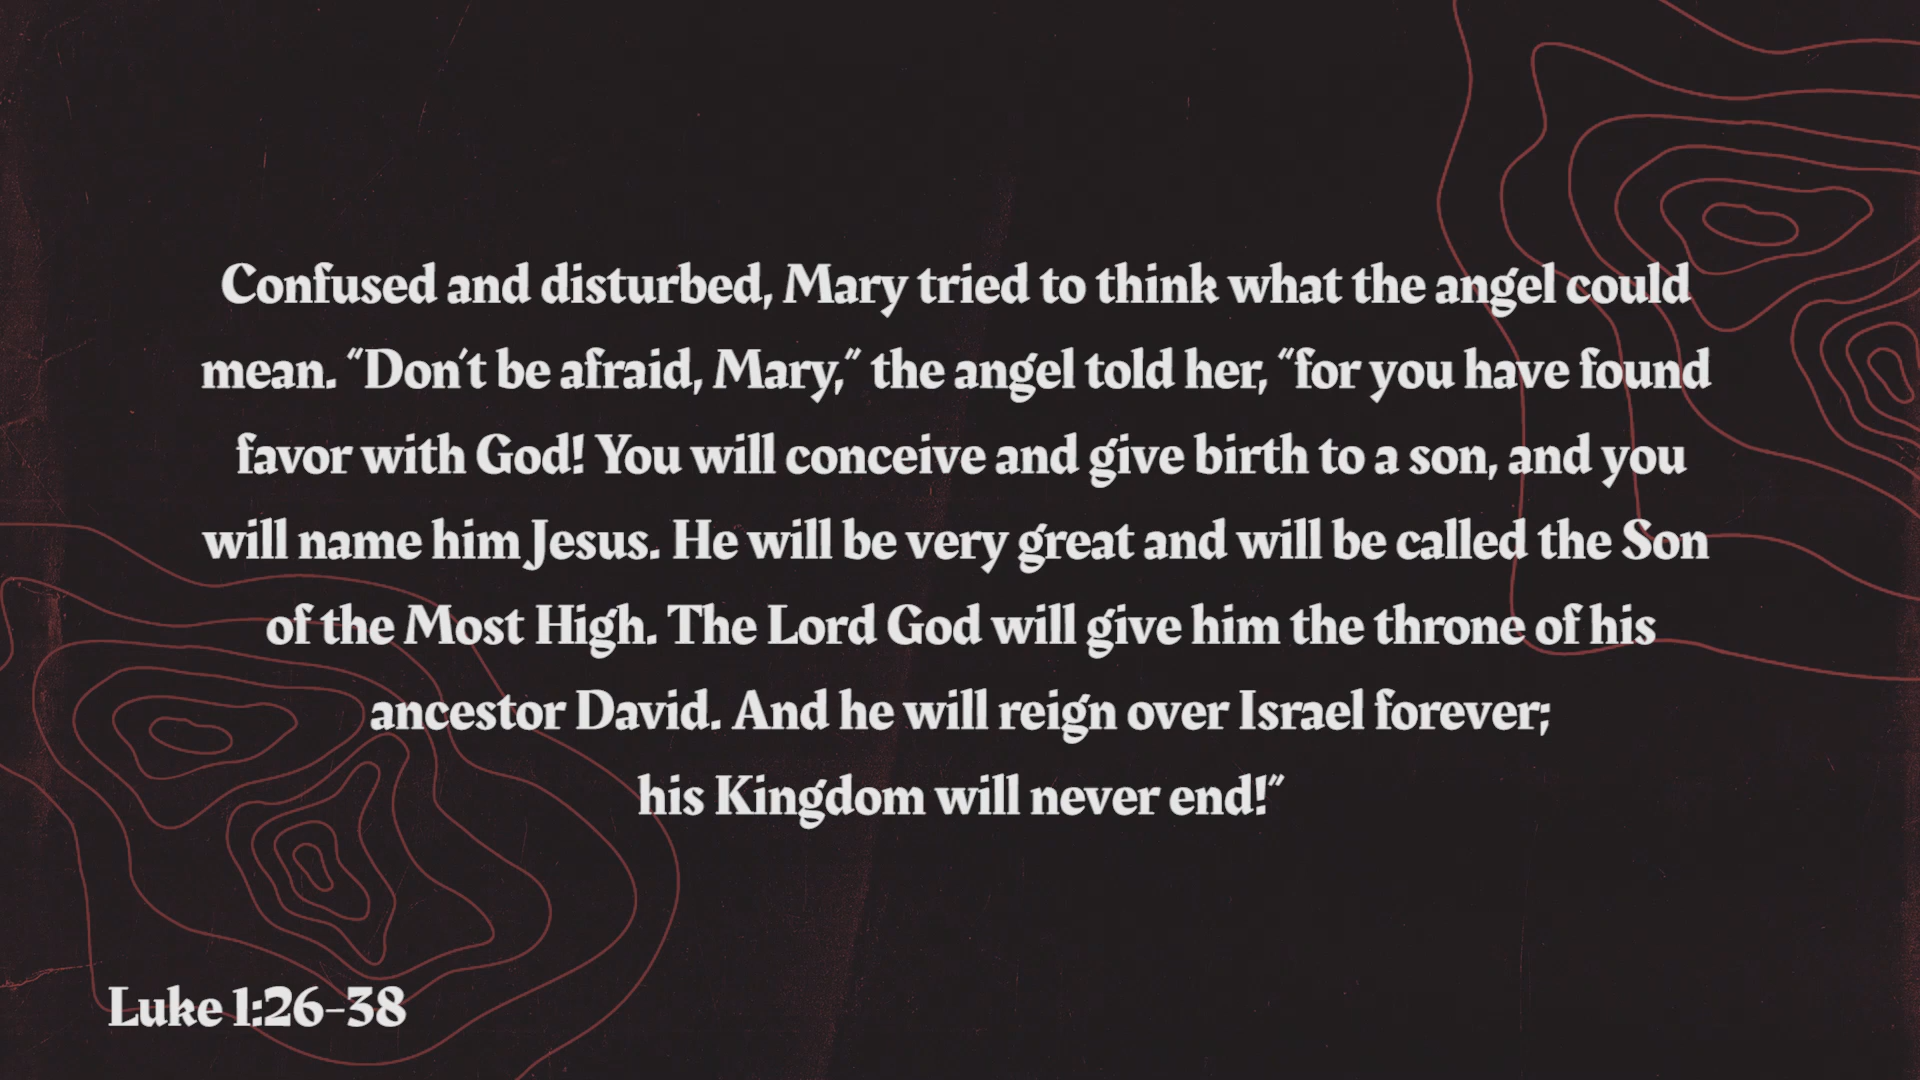 Confused and disturbed, Mary tried to think what the angel could
mean. "Don't be afraid, Mary," the angel told her, "for you have found
favor with God! You will conceive and give birth to a son, and you
will name him Jesus. He will be very great and will be called the Son
of the Most High. The Lord God will give him the throne of his
ancestor David. And he will reign over Israel forever;
his Kingdom will never end!"
Luke 1:26-38